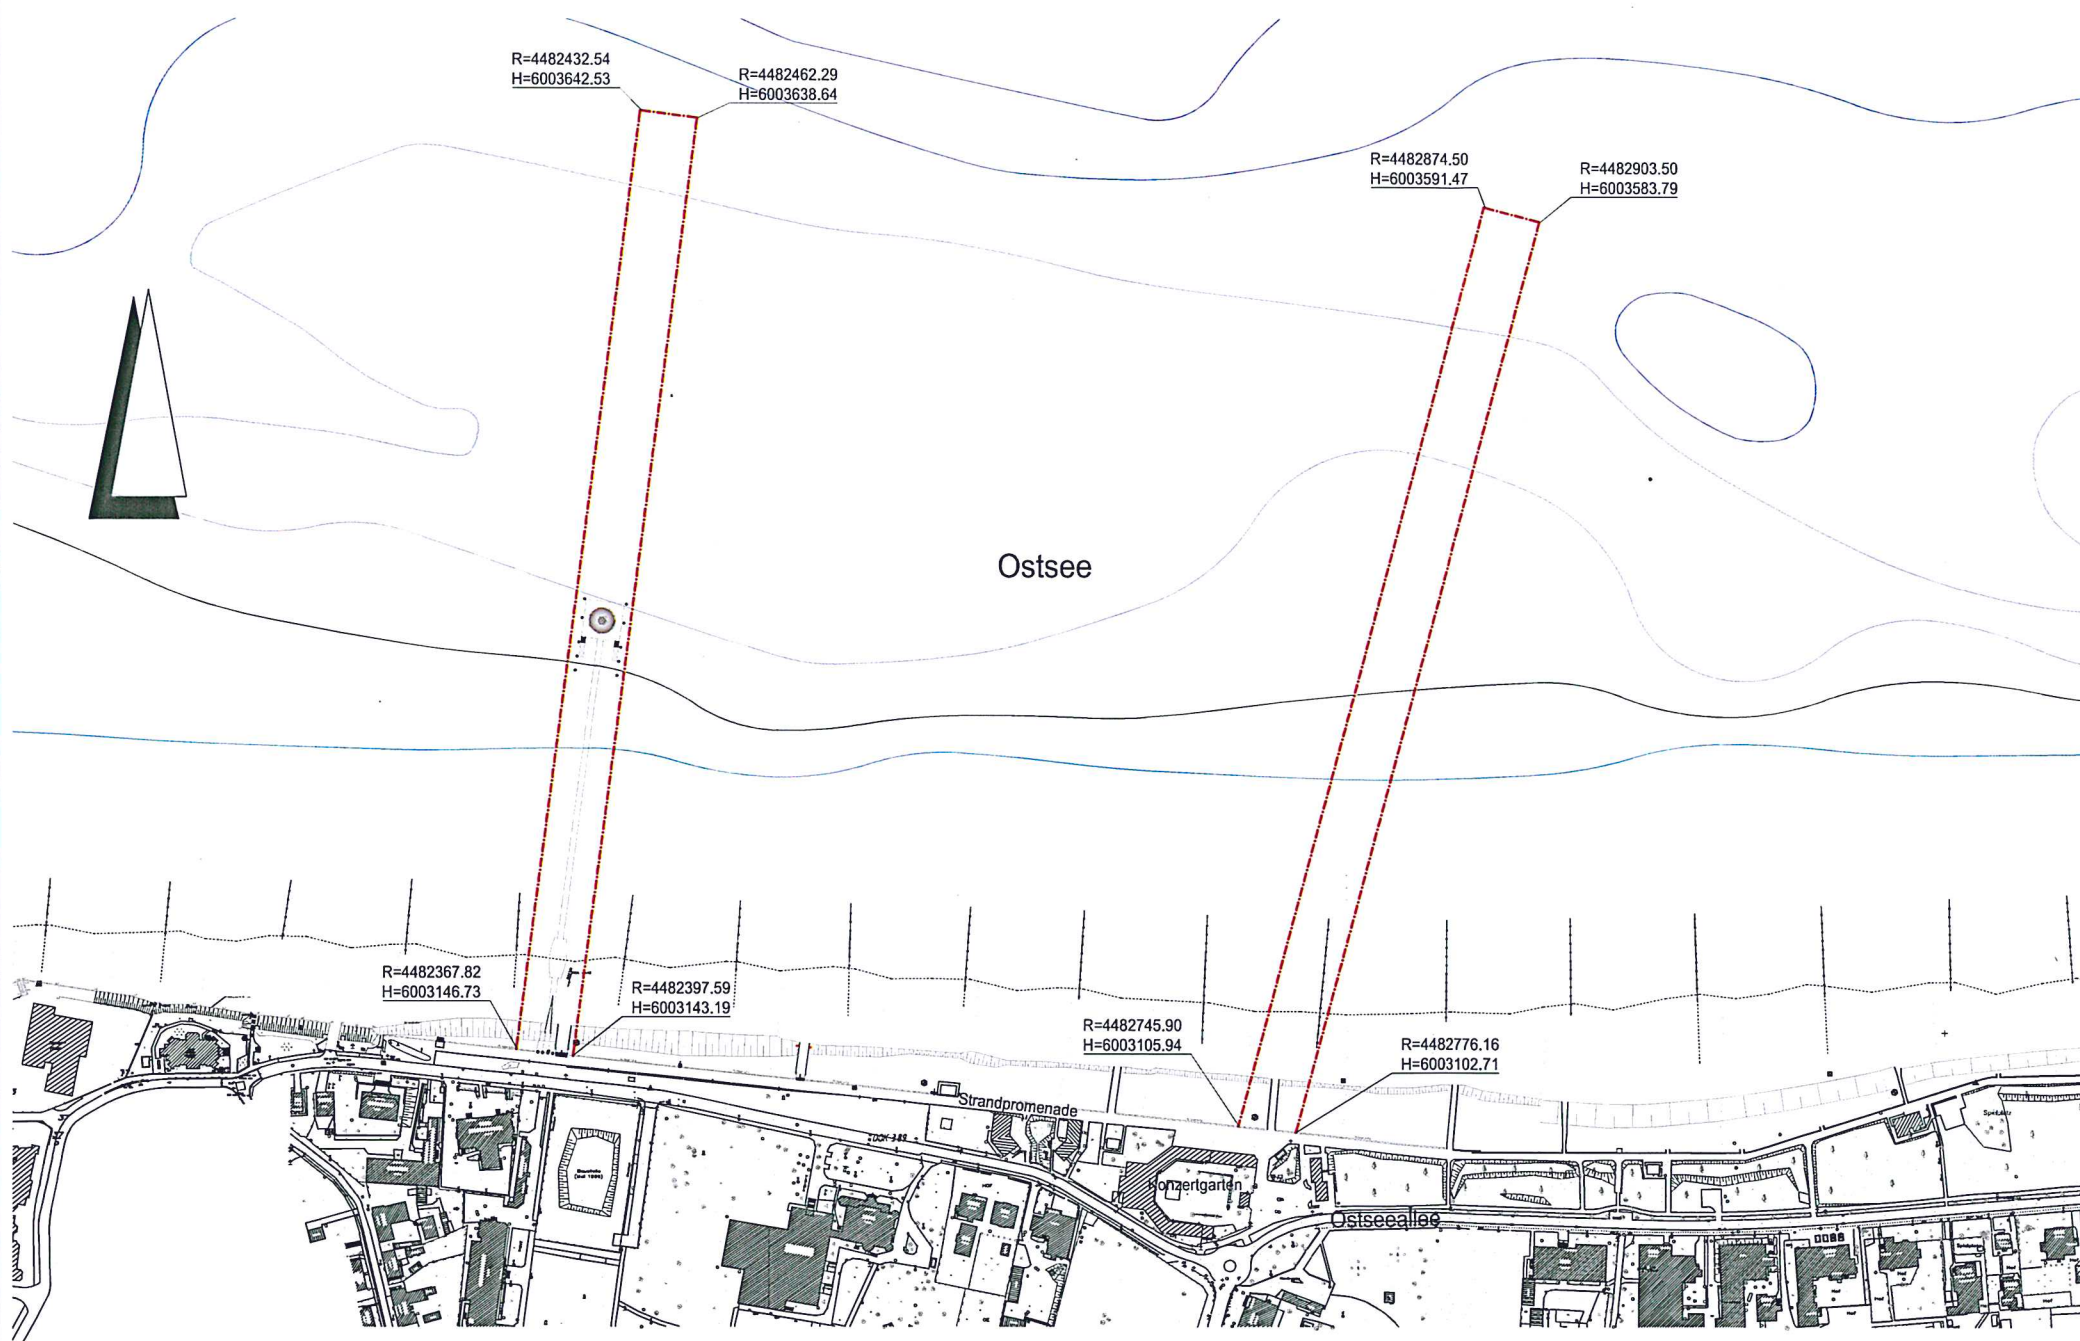 R=4482432.54
H=6003642.53
R=4482462.29
H=6003638.64
R=4482874.50
H=6003591.47
R=4482903.50
H=6003583.79
Ostsee
R=4482367.82
H=6003146.73
R=4482397.59
H=6003143.19
R=4482745.90
H=6003105.94
R=4482776.16
H=6003102.71
Strandpromenade
Konzertgarten
Ostseeallee